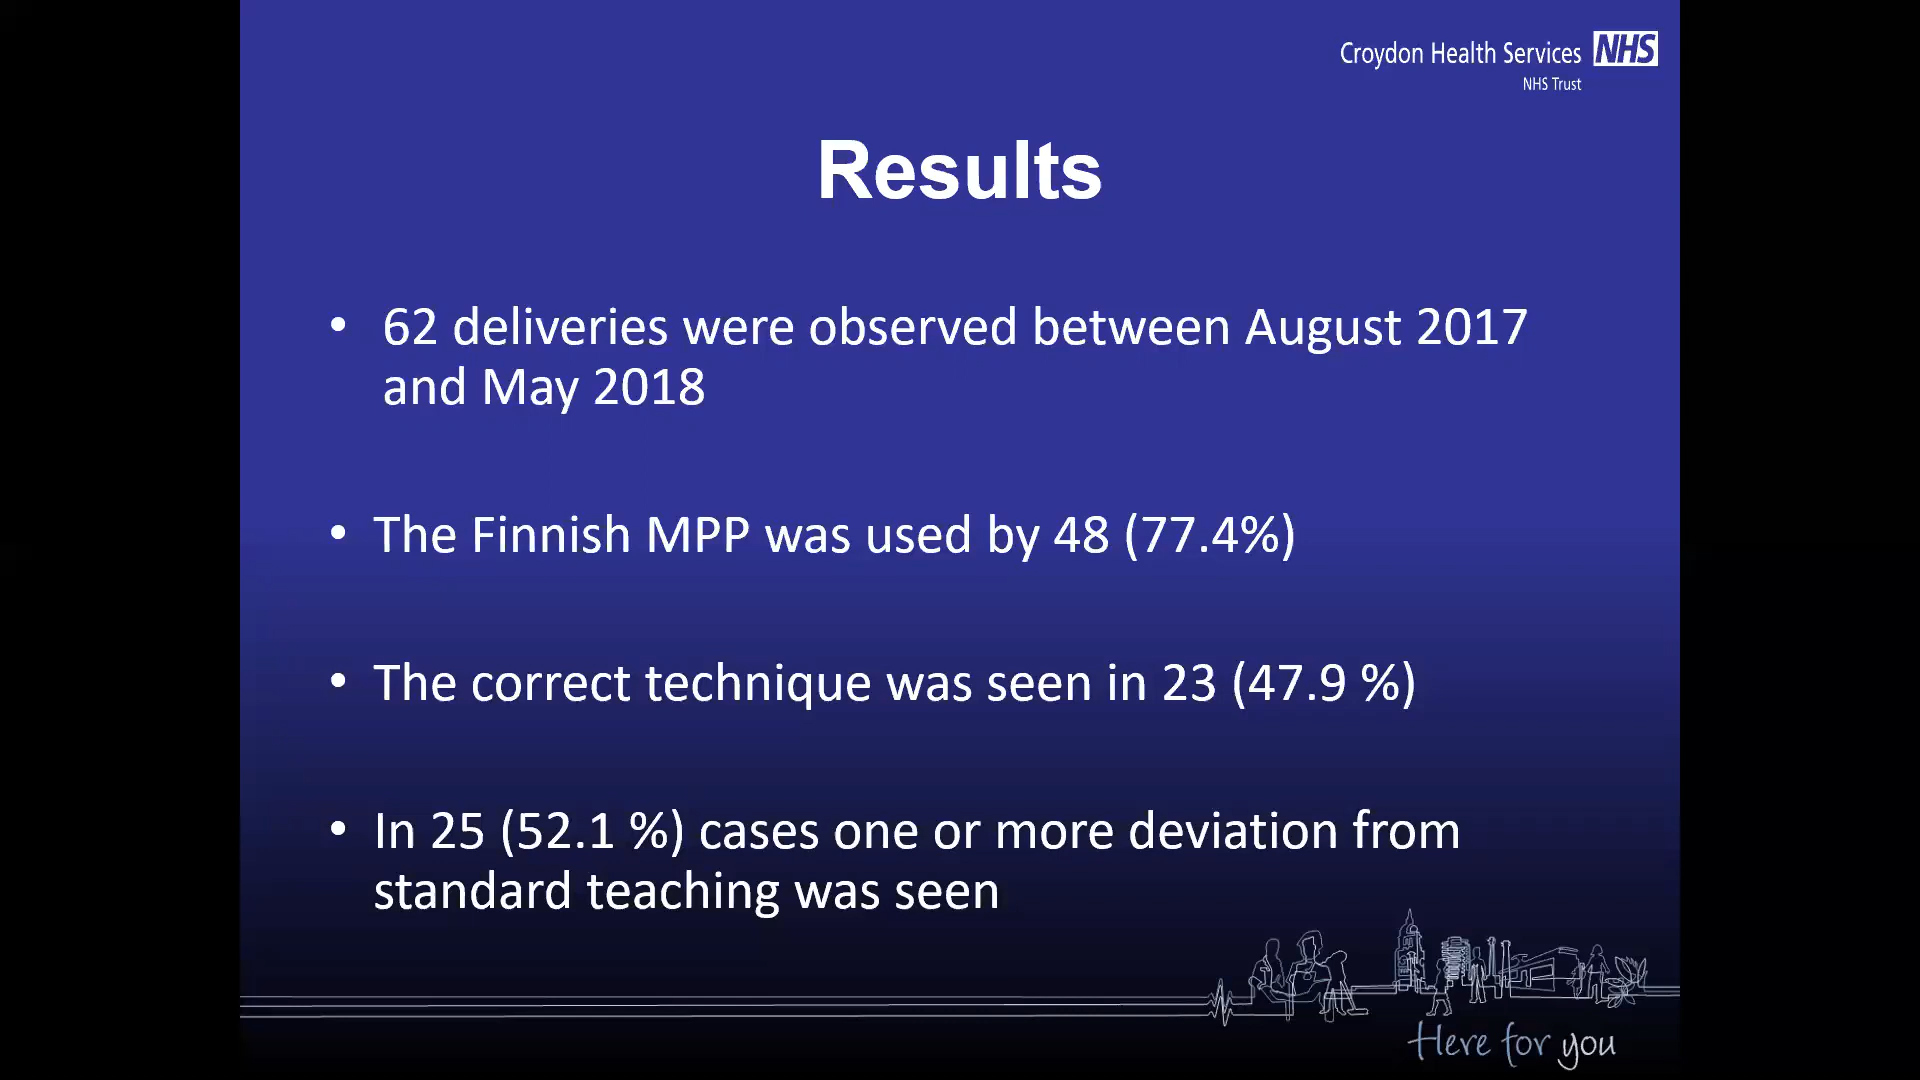 Croydon Health Services NHS
NHS Trust
Results
• 62 deliveries were observed between August 2017
and May 2018
• The Finnish MPP was used by 48 (77.4%)
• The correct technique was seen in 23 (47.9 %)
• In 25 (52.1 %) cases one or more deviation from
standard teaching was seen
Here for you